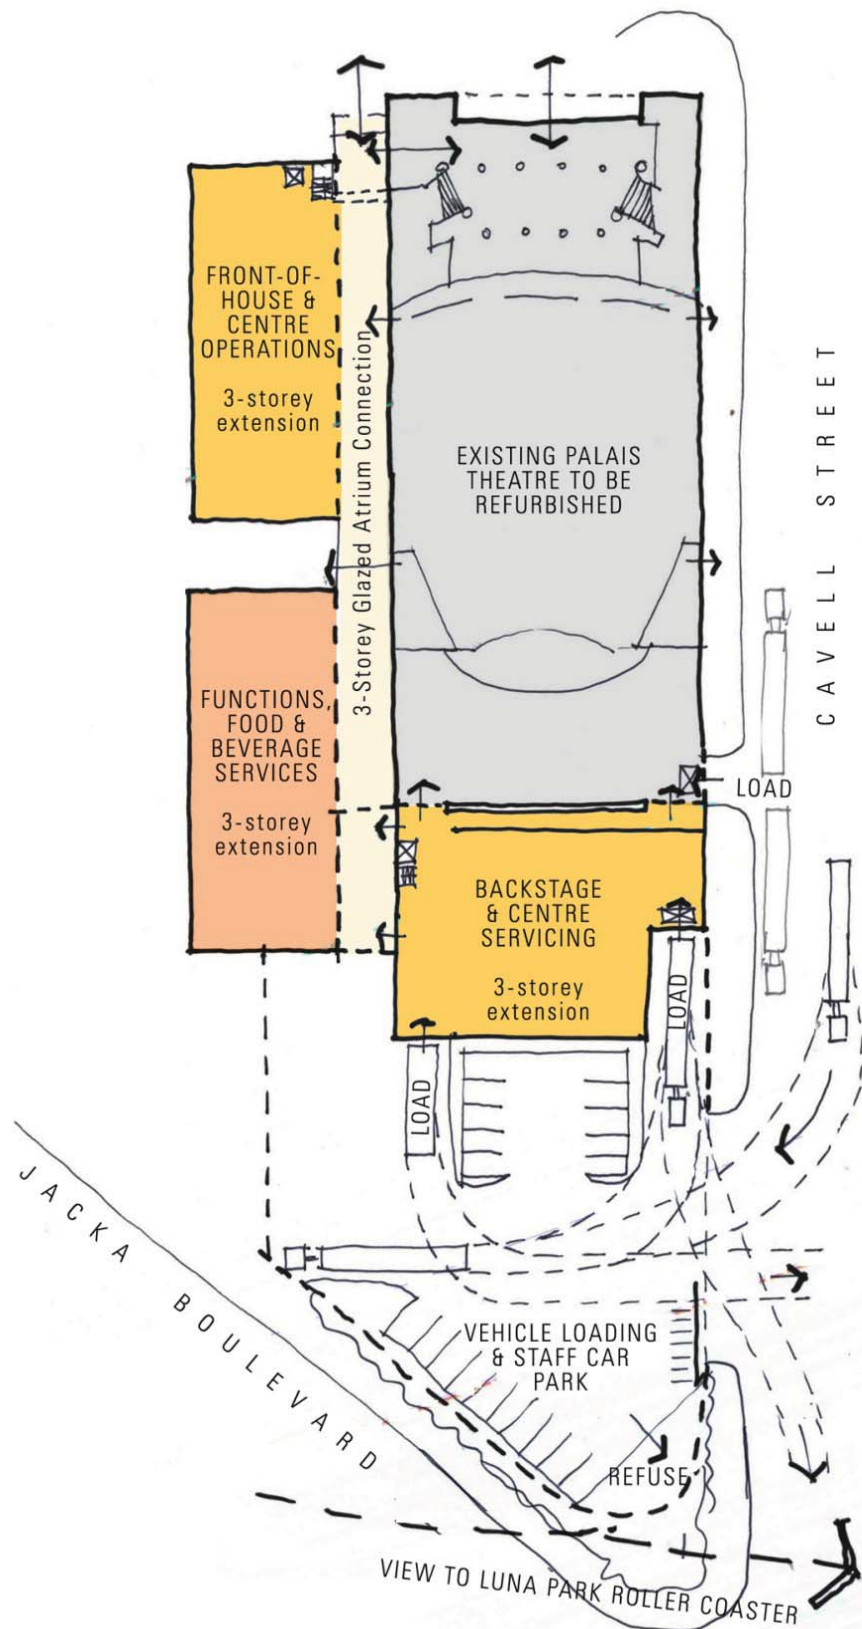 FRONT-OF-
HOUSE &
CENTRE
OPERATIONS
3-storey
extension
3-Storey Glazed Atrium Connection
EXISTING PALAIS
THEATRE TO BE
REFURBISHED
CAVELL STREET
FUNCTIONS,
FOOD &
BEVERAGE
SERVICES
3-storey
extension
LOAD
BACKSTAGE
& CENTRE
SERVICING
3-storey
extension
LOAD
LOAD
JACKA BOULEVARD
VEHICLE LOADING
& STAFF CAR
PARK
REFUSE
VIEW TO LUNA PARK ROLLER COASTER